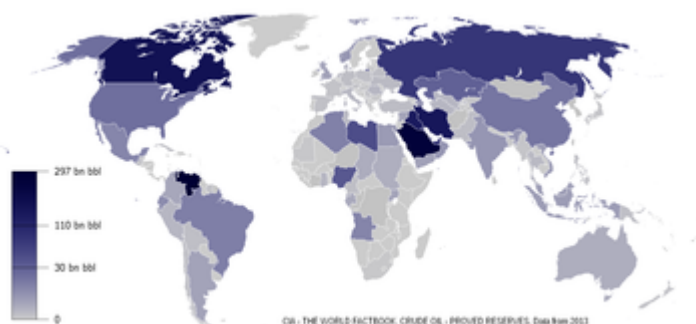 297 bn bbl
110 bn bbl
30 bn bbl
0
CIA - THE WORLD FACTBOOK, CRUDE OIL - PROVED RESERVES, Data from 2013